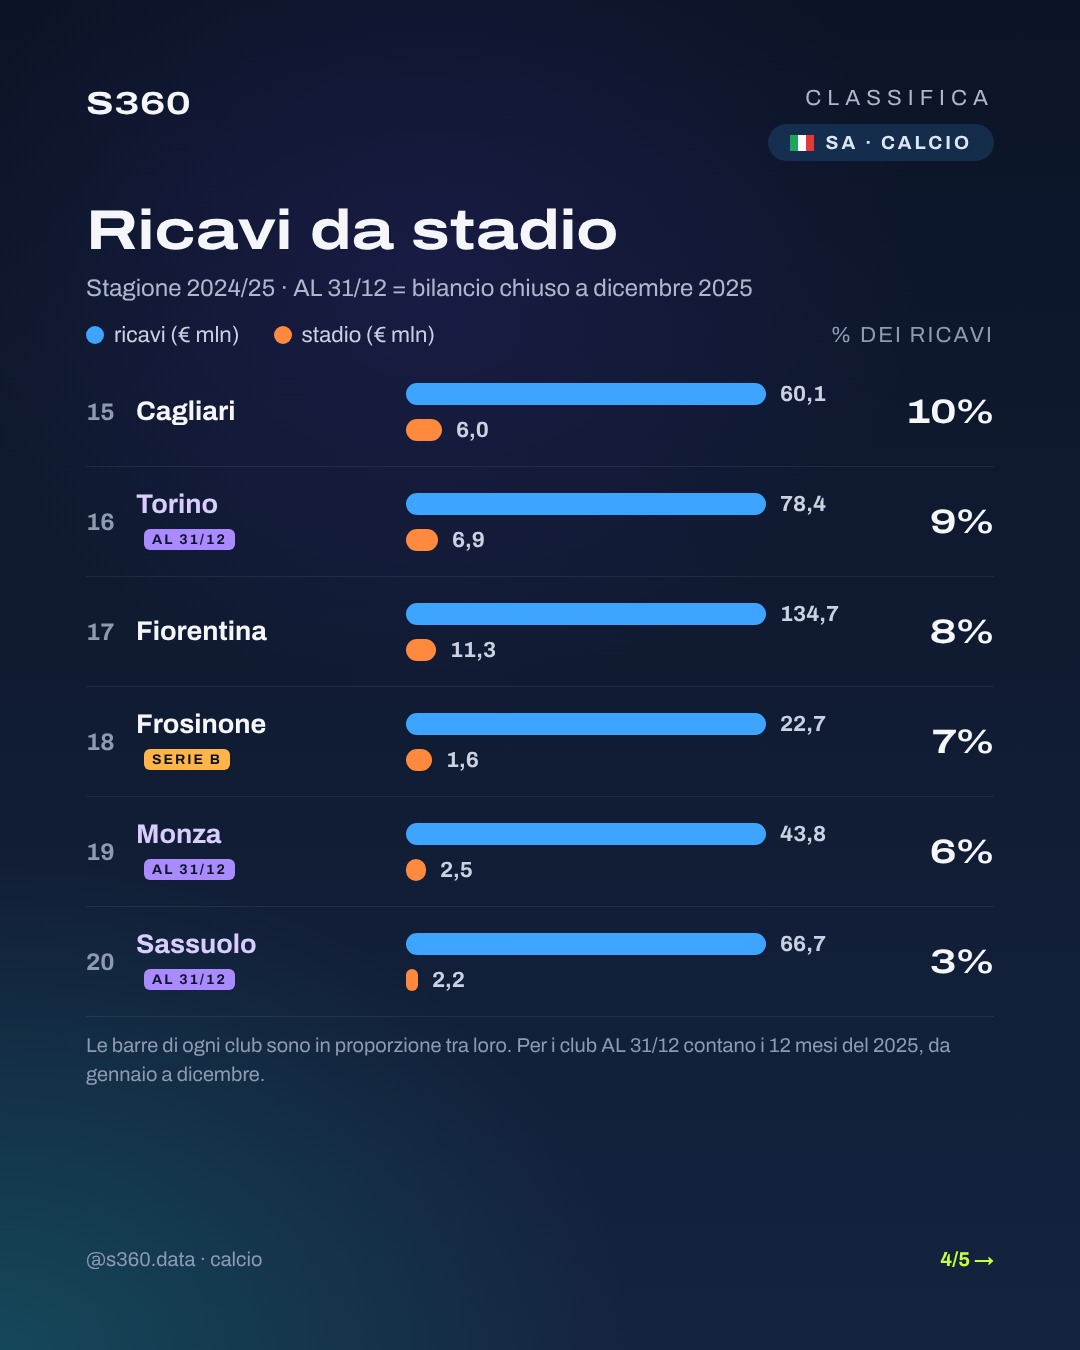 S360
CLASSIFICA
SA · CALCIO
Ricavi da stadio
Stagione 2024/25 · AL 31/12 = bilancio chiuso a dicembre 2025
ricavi (€ mln) stadio (€ mln) % DEI RICAVI
15 Cagliari 60,1 6,0 10%
16 Torino AL 31/12 78,4 6,9 9%
17 Fiorentina 134,7 11,3 8%
18 Frosinone SERIE B 22,7 1,6 7%
19 Monza AL 31/12 43,8 2,5 6%
20 Sassuolo AL 31/12 66,7 2,2 3%
Le barre di ogni club sono in proporzione tra loro. Per i club AL 31/12 contano i 12 mesi del 2025, da
gennaio a dicembre.
@s360.data · calcio
4/5 →